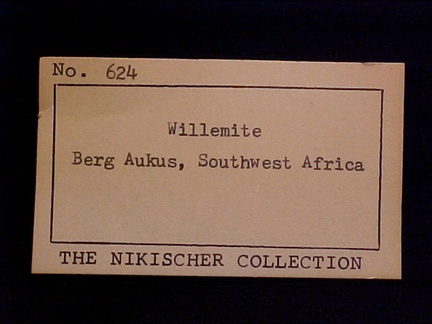 No. 624
Willemite
Berg Aukus, Southwest Africa
THE NIKISCHER COLLECTION